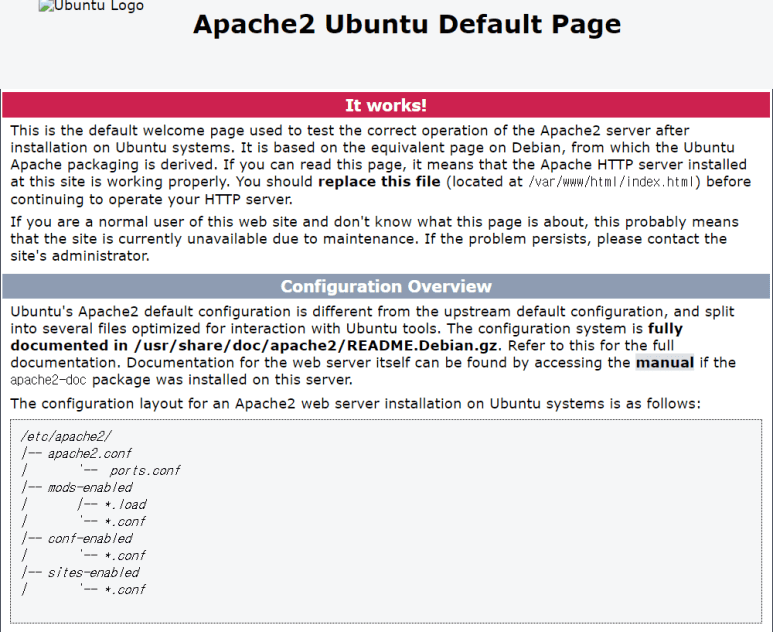 Ubuntu Logo
Apache2 Ubuntu Default Page
It works!
This is the default welcome page used to test the correct operation of the Apache2 server after
installation on Ubuntu systems. It is based on the equivalent page on Debian, from which the Ubuntu
Apache packaging is derived. If you can read this page, it means that the Apache HTTP server installed
at this site is working properly. You should replace this file (located at /var/www/html/index.html) before
continuing to operate your HTTP server.
If you are a normal user of this web site and don't know what this page is about, this probably means
that the site is currently unavailable due to maintenance. If the problem persists, please contact the
site's administrator.
Configuration Overview
Ubuntu's Apache2 default configuration is different from the upstream default configuration, and split
into several files optimized for interaction with Ubuntu tools. The configuration system is fully
documented in /usr/share/doc/apache2/README.Debian.gz. Refer to this for the full
documentation. Documentation for the web server itself can be found by accessing the manual if the
apache2-doc package was installed on this server.
The configuration layout for an Apache2 web server installation on Ubuntu systems is as follows:
/etc/apache2/
|-- apache2.conf
|       `--  ports.conf
|-- mods-enabled
|       |-- *.load
|       `-- *.conf
|-- conf-enabled
|       `-- *.conf
|-- sites-enabled
|       `-- *.conf